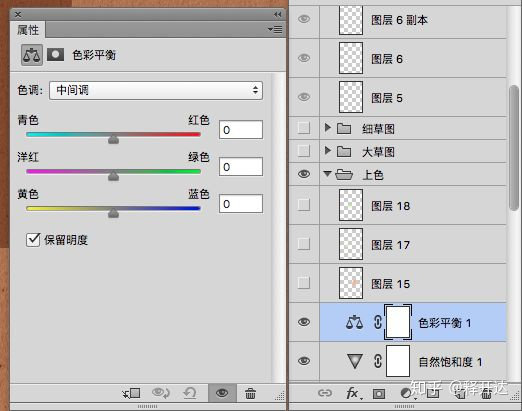 属性
色彩平衡
色调: 中间调
青色 红色 0
洋红 绿色 0
黄色 蓝色 0
保留明度
图层 6 副本
图层 6
图层 5
细草图
大草图
上色
图层 18
图层 17
图层 15
色彩平衡 1
自然饱和度 1
fx
知乎 @释开达